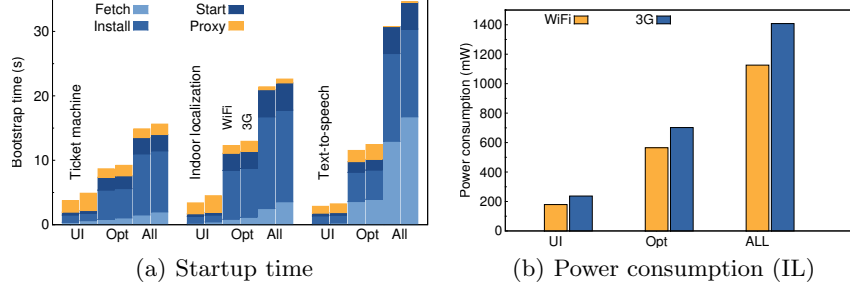 Fetch
Start
Install
Proxy
Bootstrap time (s)
30
20
10
0
Ticket machine
Indoor localization
WiFi
3G
Text-to-speech
UI Opt All UI Opt All UI Opt All
(a) Startup time
WiFi
3G
Power consumption (mW)
1400
1200
1000
800
600
400
200
0
UI Opt ALL
(b) Power consumption (IL)